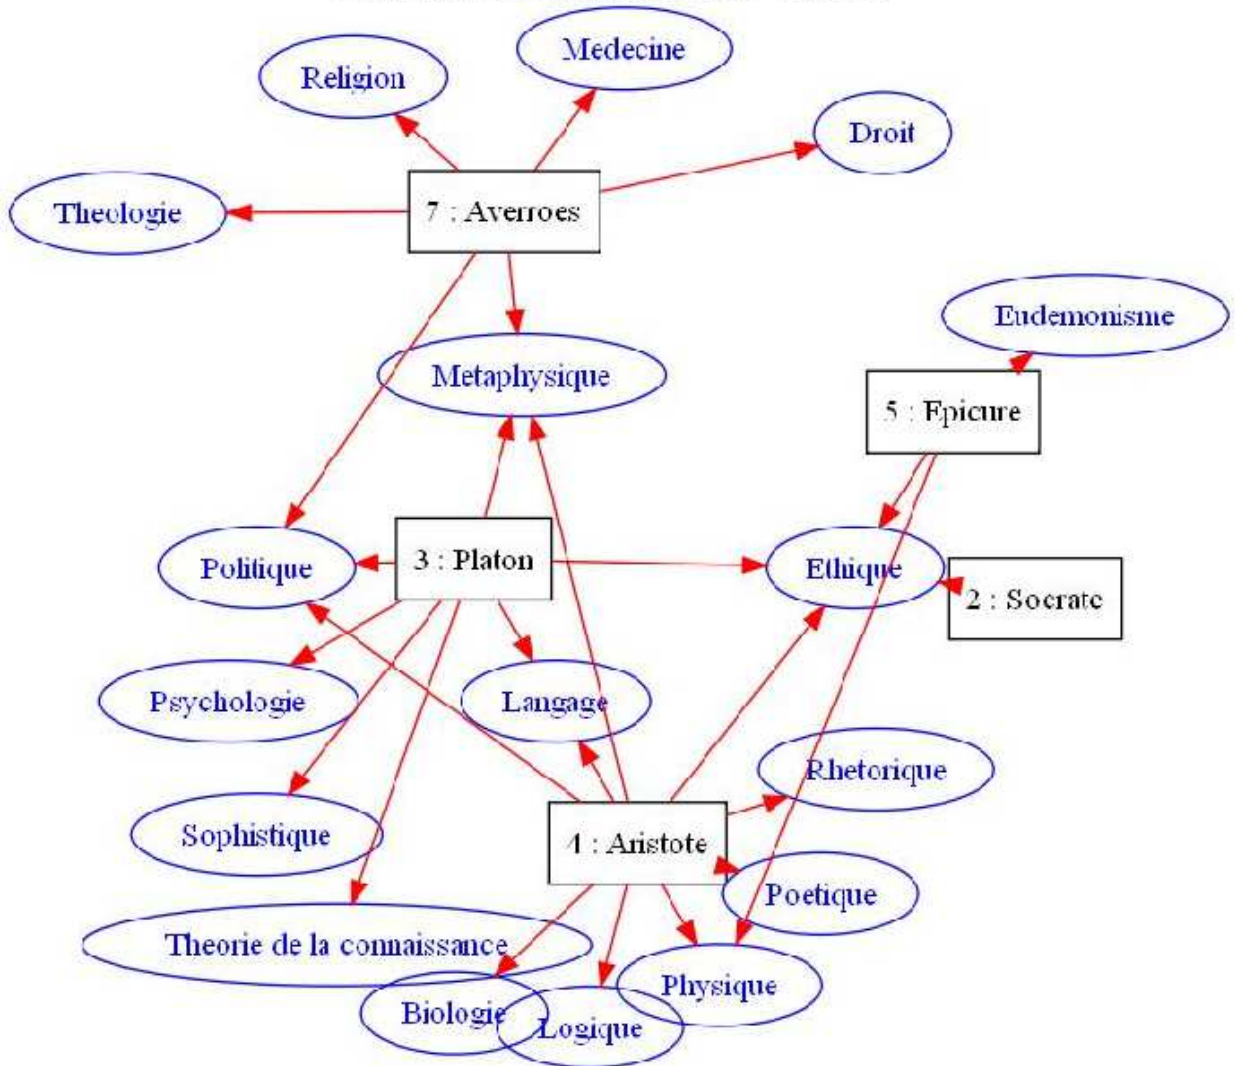 Medecine
Religion
Droit
Theologie
7 : Averroes
Eudemonisme
Metaphysique
5 : Epicure
Politique
3 : Platon
Ethique
2 : Socrate
Psychologie
Langage
Rhetorique
Sophistique
4 : Aristote
Poetique
Theorie de la connaissance
Physique
Biologie
Logique